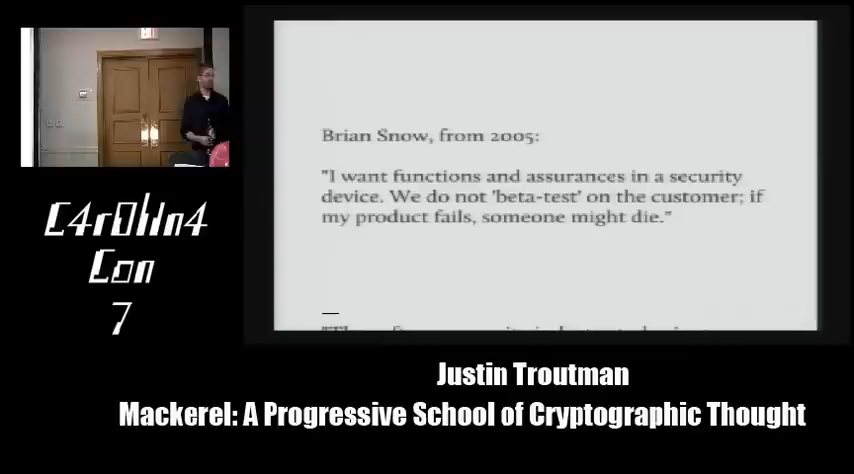 Brian Snow, from 2005:
"I want functions and assurances in a security
device. We do not 'beta-test' on the customer; if
my product fails, someone might die."
C4r0l1n4
Con
7
Justin Troutman
Mackerel: A Progressive School of Cryptographic Thought